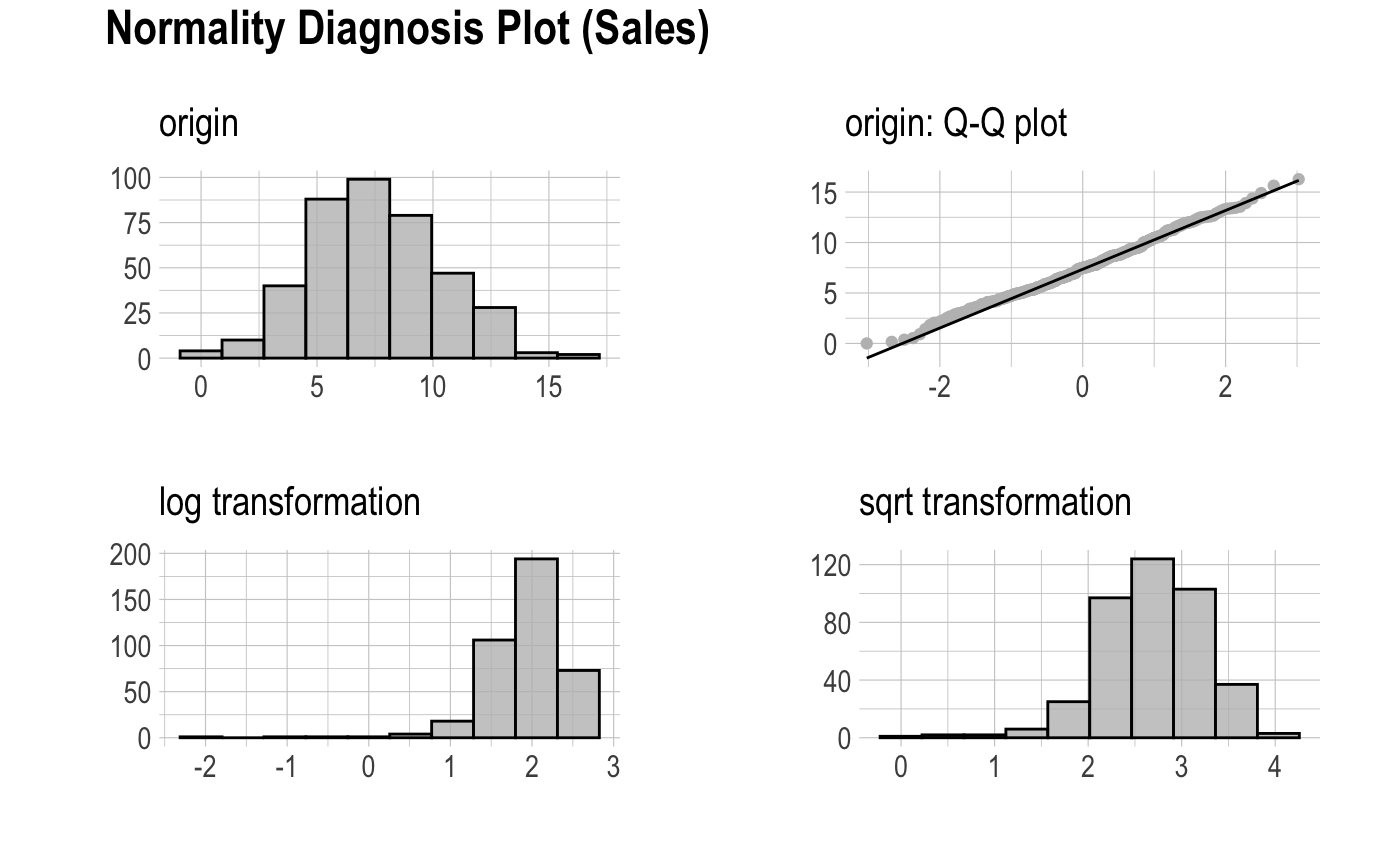 Normality Diagnosis Plot (Sales)
origin
100
75
50
25
0
0 5 10 15
origin: Q-Q plot
15
10
5
0
-2 0 2
log transformation
200
150
100
50
0
-2 -1 0 1 2 3
sqrt transformation
120
80
40
0
0 1 2 3 4